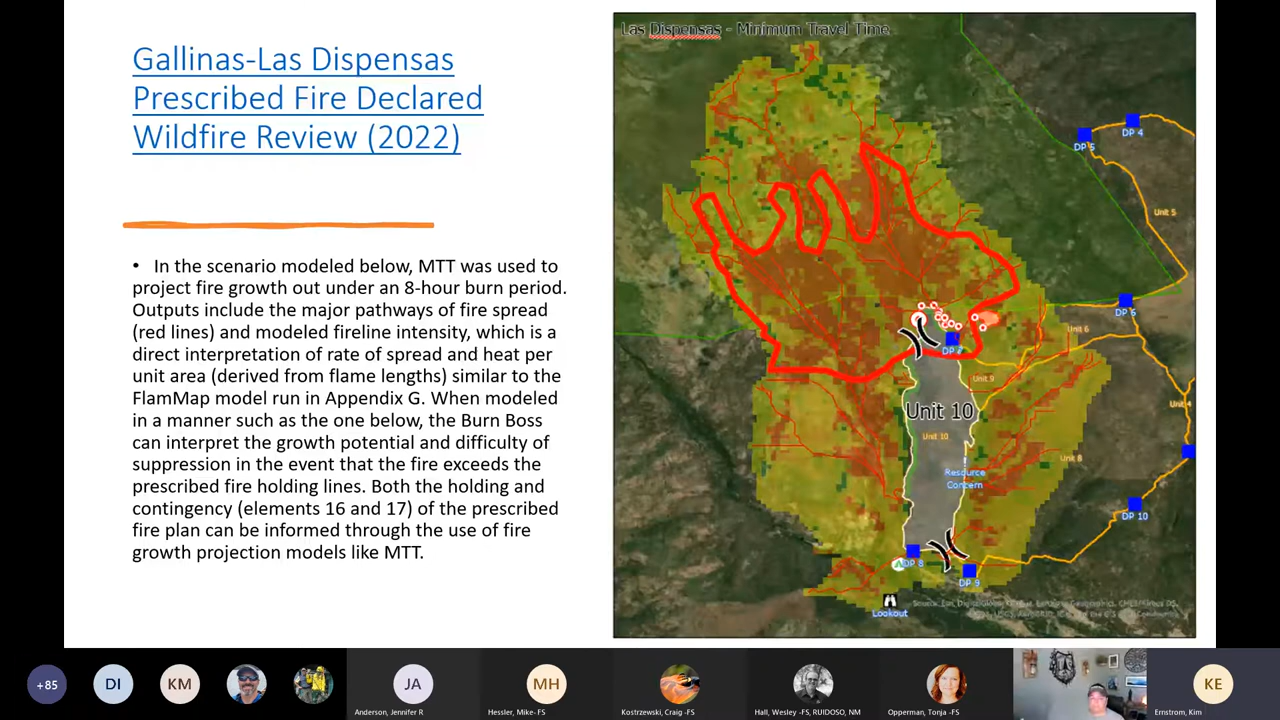 Gallinas-Las Dispensas
Prescribed Fire Declared
Wildfire Review (2022)
• In the scenario modeled below, MTT was used to
project fire growth out under an 8-hour burn period.
Outputs include the major pathways of fire spread
(red lines) and modeled fireline intensity, which is a
direct interpretation of rate of spread and heat per
unit area (derived from flame lengths) similar to the
FlamMap model run in Appendix G. When modeled
in a manner such as the one below, the Burn Boss
can interpret the growth potential and difficulty of
suppression in the event that the fire exceeds the
prescribed fire holding lines. Both the holding and
contingency (elements 16 and 17) of the prescribed
fire plan can be informed through the use of fire
growth projection models like MTT.
Las Dispensas - Minimum Travel Time
DP 4
DP 5
Unit 5
DP 6
Unit 6
DP 7
Unit 9
Unit 10
Unit 10
Unit 4
Unit 8
Resource
Concern
DP 10
DP 8
DP 9
Lookout
+85
DI
KM
JA
Anderson, Jennifer R
MH
Hessler, Mike- FS
Kostrzewski, Craig -FS
Hall, Wesley -FS, RUIDOSO, NM
Opperman, Tonja -FS
KE
Ernstrom, Kim